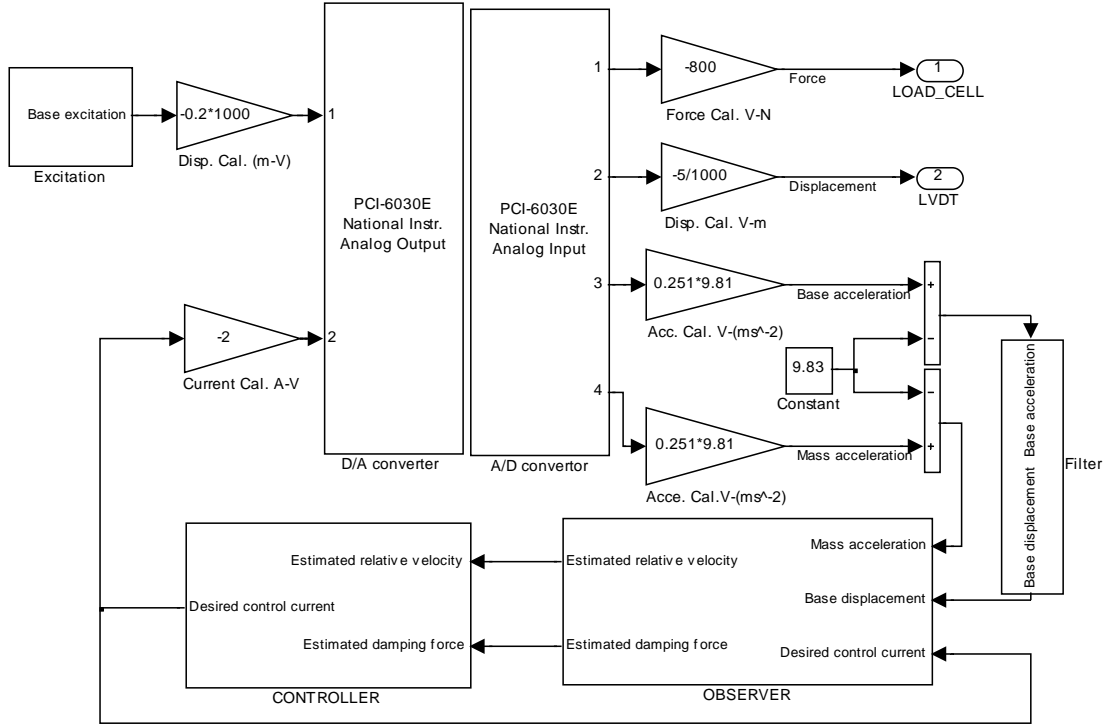 Base excitation
Excitation
-0.2*1000
Disp. Cal. (m-V)
1
PCI-6030E
National Instr.
Analog Output
2
D/A converter
-2
Current Cal. A-V
PCI-6030E
National Instr.
Analog Input
1
2
3
4
A/D convertor
-800
Force
Force Cal. V-N
1
LOAD_CELL
-5/1000
Displacement
Disp. Cal. V-m
2
LVDT
0.251*9.81
Base acceleration
Acc. Cal. V-(ms^-2)
+
−
9.83
Constant
−
+
0.251*9.81
Mass acceleration
Acce. Cal.V-(ms^-2)
Base acceleration
Base displacement
Filter
Estimated relative velocity
Desired control current
Estimated damping force
CONTROLLER
Estimated relative velocity
Estimated damping force
Mass acceleration
Base displacement
Desired control current
OBSERVER